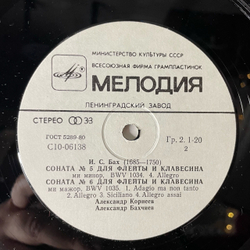 МИНИСТЕРСТВО КУЛЬТУРЫ СССР
ВСЕСОЮЗНАЯ ФИРМА ГРАМПЛАСТИНОК
МЕЛОДИЯ
ЛЕНИНГРАДСКИЙ ЗАВОД
СТЕРЕО 33
ГОСТ 5289-80
С10-06138
Гр. 2. 1-20
2
И. С. Бах (1685—1750)
СОНАТА № 5 ДЛЯ ФЛЕЙТЫ И КЛАВЕСИНА
ми минор, BWV 1034. 4. Allegro
СОНАТА № 6 ДЛЯ ФЛЕЙТЫ И КЛАВЕСИНА
ми мажор, BWV 1035. 1. Adagio ma non tanto
2. Allegro 3. Siciliano 4. Allegro assai
Александр Корнеев
Александр Бахчиев